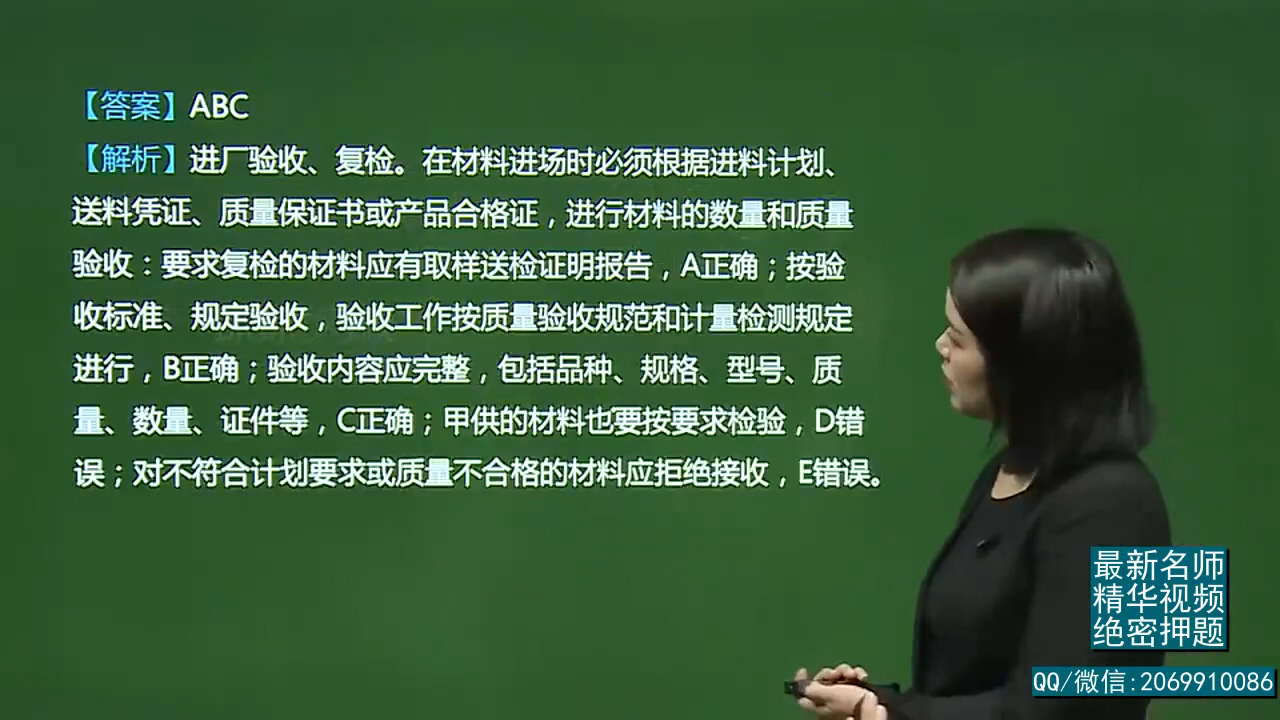 【答案】ABC
【解析】进厂验收、复检。在材料进场时必须根据进料计划、
送料凭证、质量保证书或产品合格证，进行材料的数量和质量
验收：要求复检的材料应有取样送检证明报告，A正确；按验
收标准、规定验收，验收工作按质量验收规范和计量检测规定
进行，B正确；验收内容应完整，包括品种、规格、型号、质
量、数量、证件等，C正确；甲供的材料也要按要求检验，D错
误；对不符合计划要求或质量不合格的材料应拒绝接收，E错误。
最新名师
精华视频
绝密押题
QQ/微信:2069910086